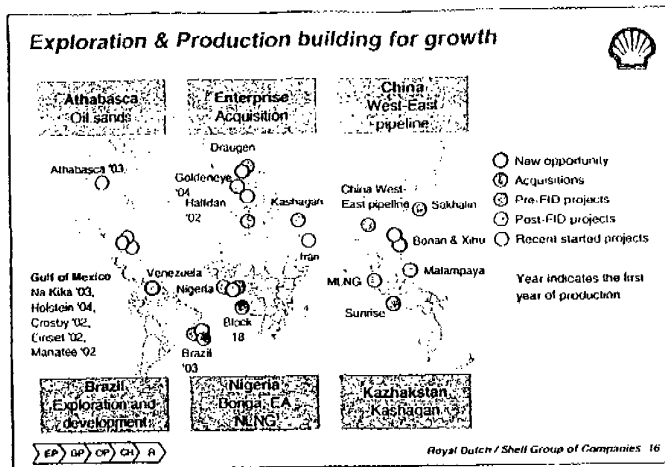 Exploration & Production building for growth
Athabasca
Oil sands
Enterprise
Acquisition
China
West-East
pipeline
Draugen
Athabasca '03
Goldeneye
'04
Halfdan
'02
Kashagan
Iran
China West-
East pipeline
Sakhalin
Bonan & Xihu
Malampaya
MLNG
Sunrise
New opportunity
Acquisitions
Pre-FID projects
Post-FID projects
Recent started projects
Year indicates the first
year of production
Gulf of Mexico
Na Kika '03,
Holstein '04,
Crosby '02,
Einset '02,
Manatee '02
Venezuela
Nigeria
Block
18
Brazil
'03
Brazil
Exploration and
development
Nigeria
Bonga, EA
NLNG
Kazhakstan
Kashagan
EP GP OP CH R
Royal Dutch / Shell Group of Companies 16